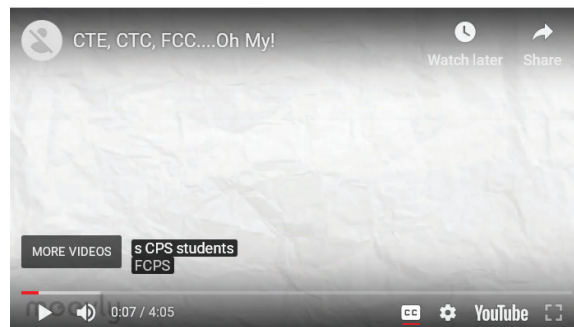 CTE, CTC, FCC....Oh My!
Watch later
Share
MORE VIDEOS
s CPS students
FCPS
moovly
0:07 / 4:05
CC
YouTube